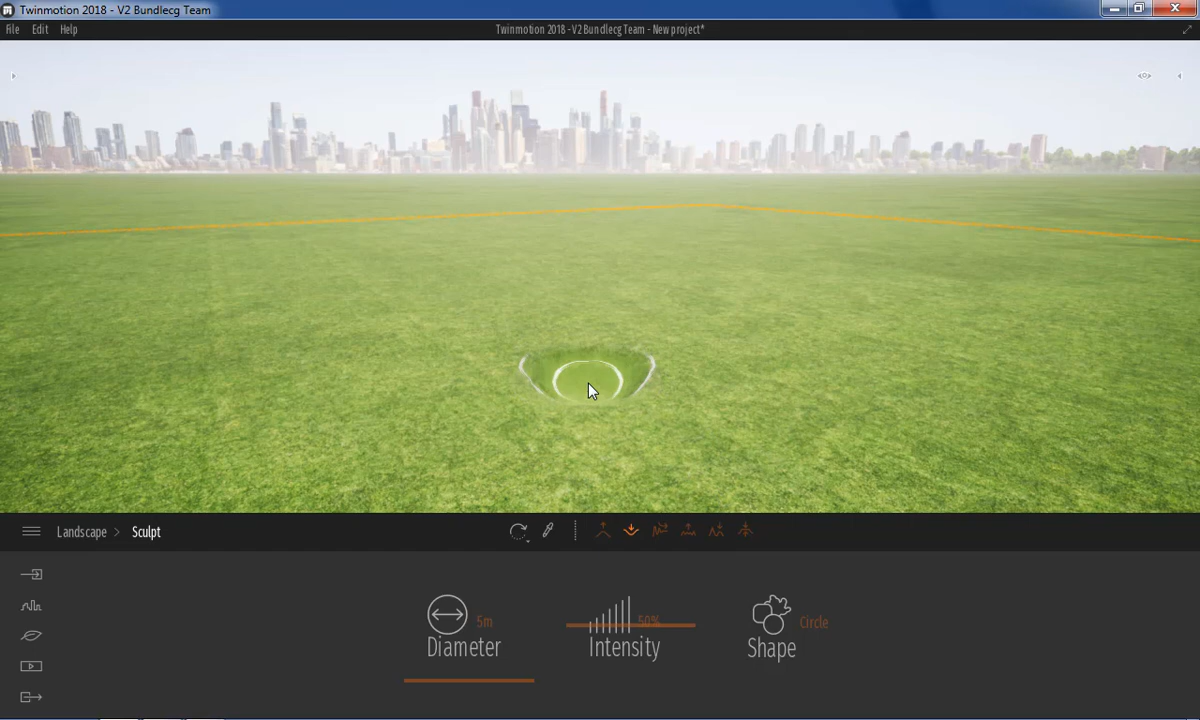 Twinmotion 2018 - V2 Bundlecg Team
File Edit Help
Twinmotion 2018 - V2 Bundlecg Team - New project*
Landscape > Sculpt
5m
Diameter
50%
Intensity
Circle
Shape